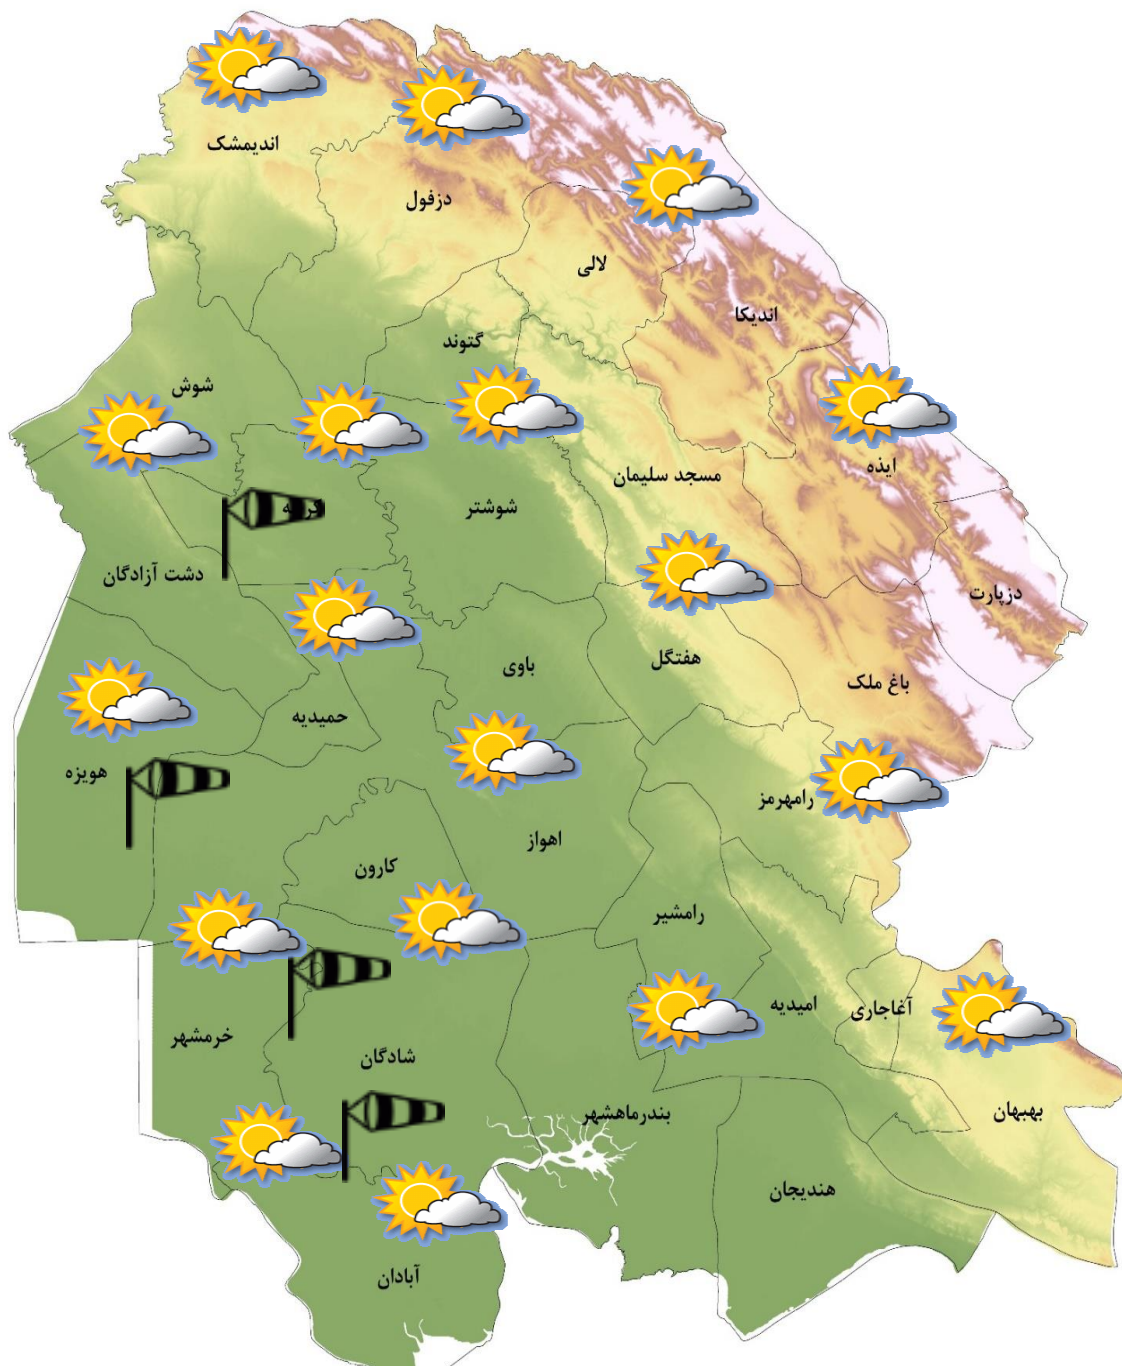 اندیمشک
دزفول
لالی
اندیکا
گتوند
شوش
ایذه
مسجد سلیمان
شوشتر
دشت آزادگان
دزپارت
هفتگل
باوی
باغ ملک
حمیدیه
هویزه
رامهرمز
اهواز
کارون
رامشیر
امیدیه
آغاجاری
خرمشهر
شادگان
بندرماهشهر
بهبهان
هندیجان
آبادان